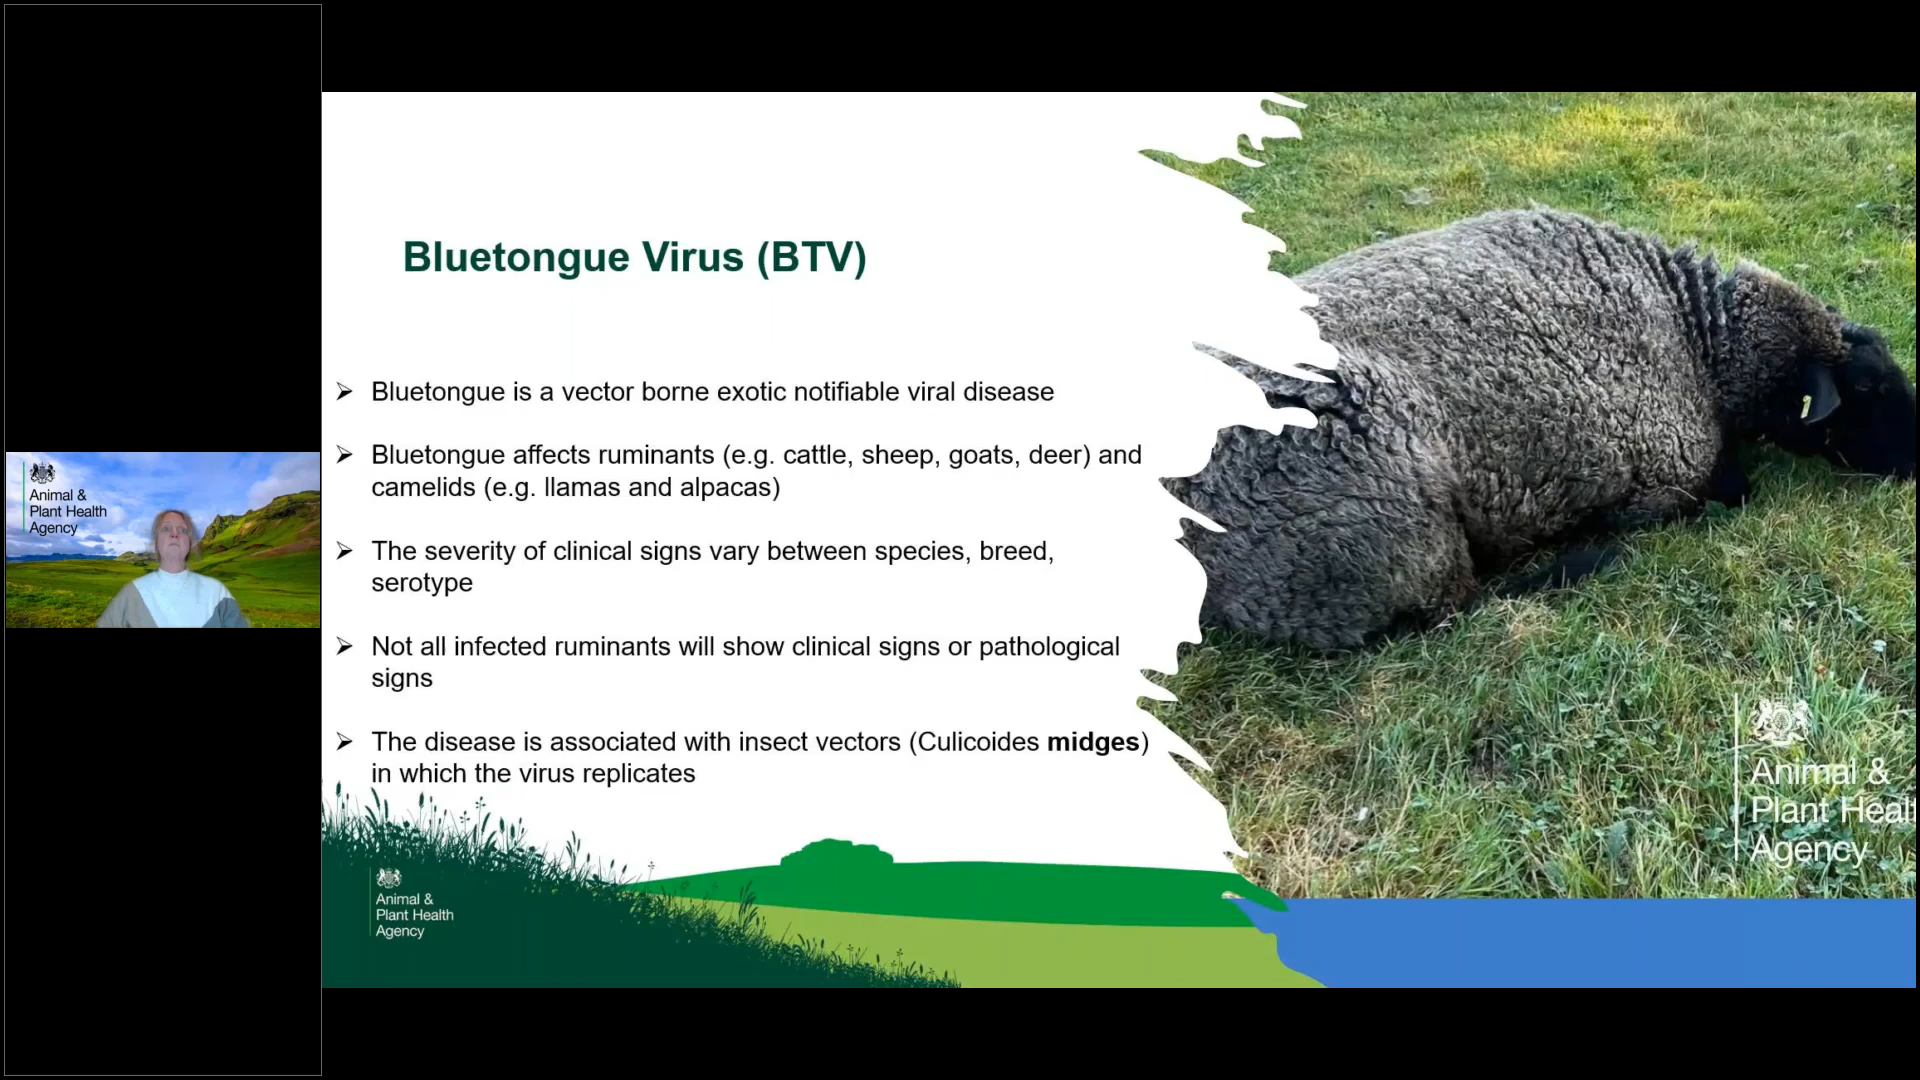 Animal &
Plant Health
Agency
Bluetongue Virus (BTV)
Bluetongue is a vector borne exotic notifiable viral disease
Bluetongue affects ruminants (e.g. cattle, sheep, goats, deer) and
camelids (e.g. llamas and alpacas)
The severity of clinical signs vary between species, breed,
serotype
Not all infected ruminants will show clinical signs or pathological
signs
The disease is associated with insect vectors (Culicoides midges)
in which the virus replicates
Animal &
Plant Health
Agency
Animal &
Plant Healt
Agency